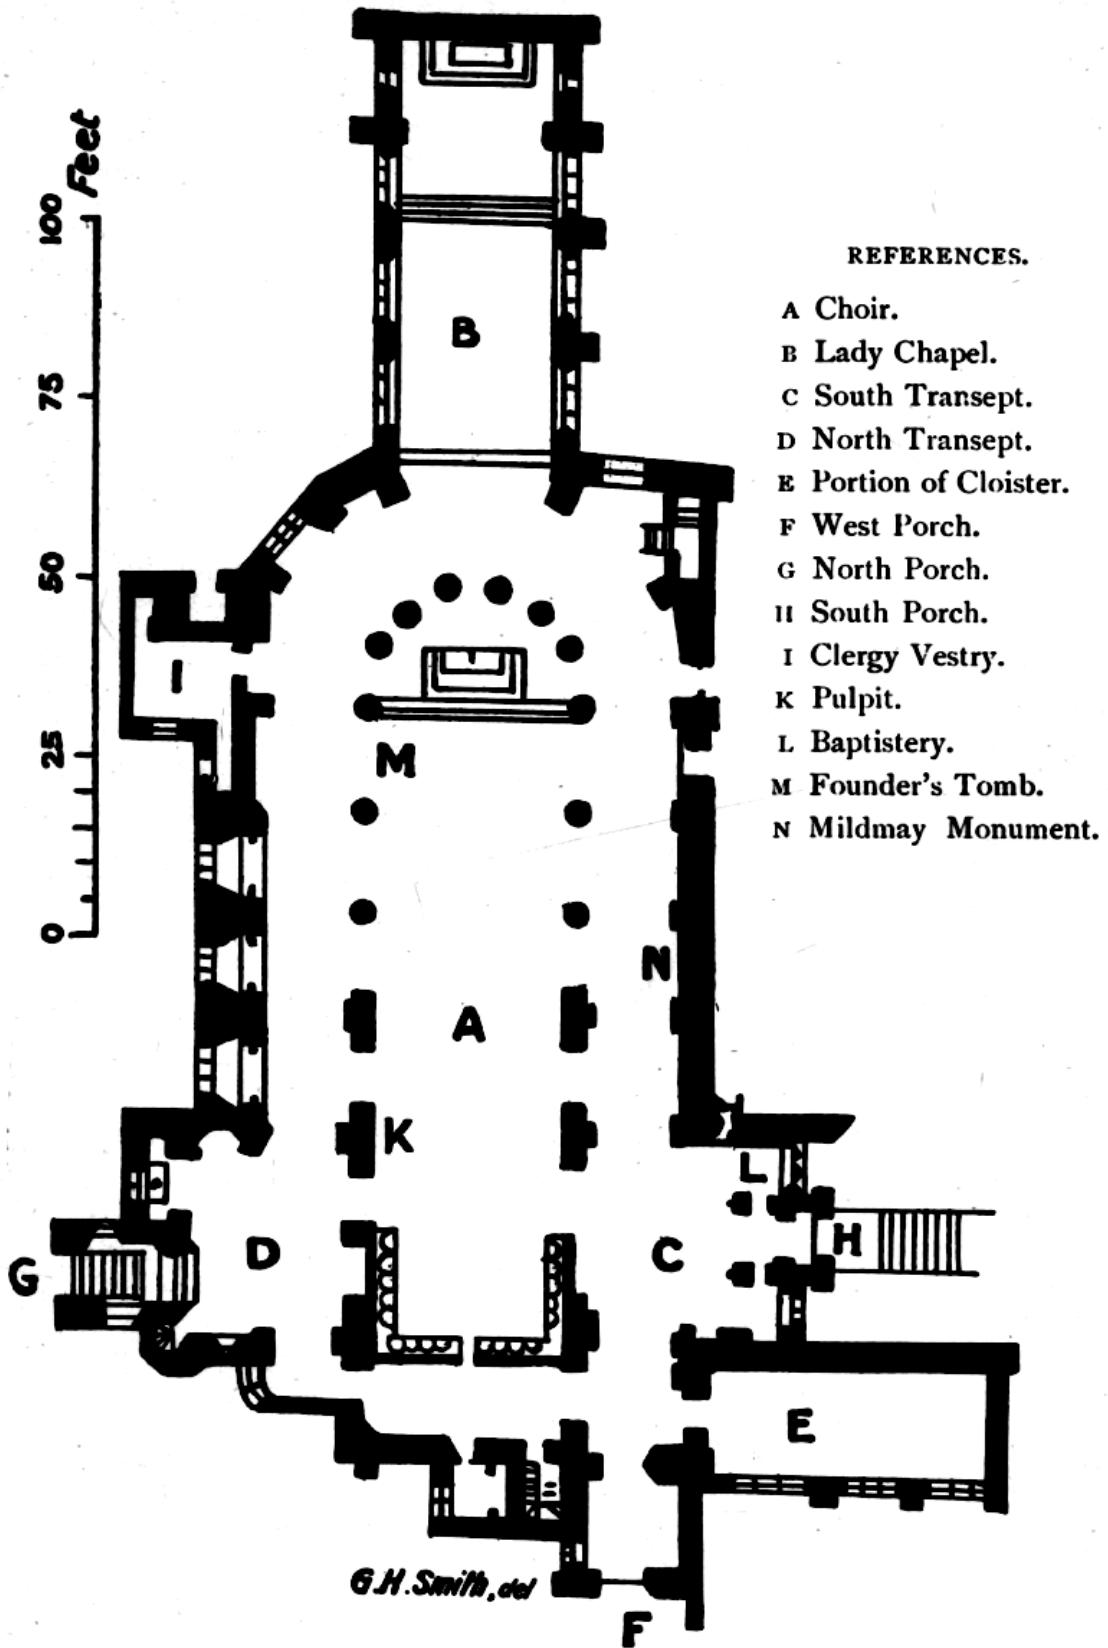 100 Feet
75
50
25
0
REFERENCES.
A Choir.
B Lady Chapel.
C South Transept.
D North Transept.
E Portion of Cloister.
F West Porch.
G North Porch.
H South Porch.
I Clergy Vestry.
K Pulpit.
L Baptistery.
M Founder's Tomb.
N Mildmay Monument.
B
I
M
N
A
K
L
D
C
H
G
E
G.H. Smith, del
F